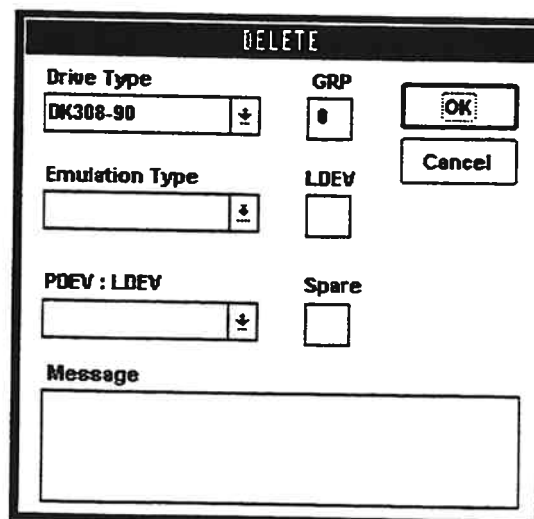 DELETE
Drive Type GRP
DK308-90 0 OK
Cancel
Emulation Type LDEV
PDEV : LDEV Spare
Message